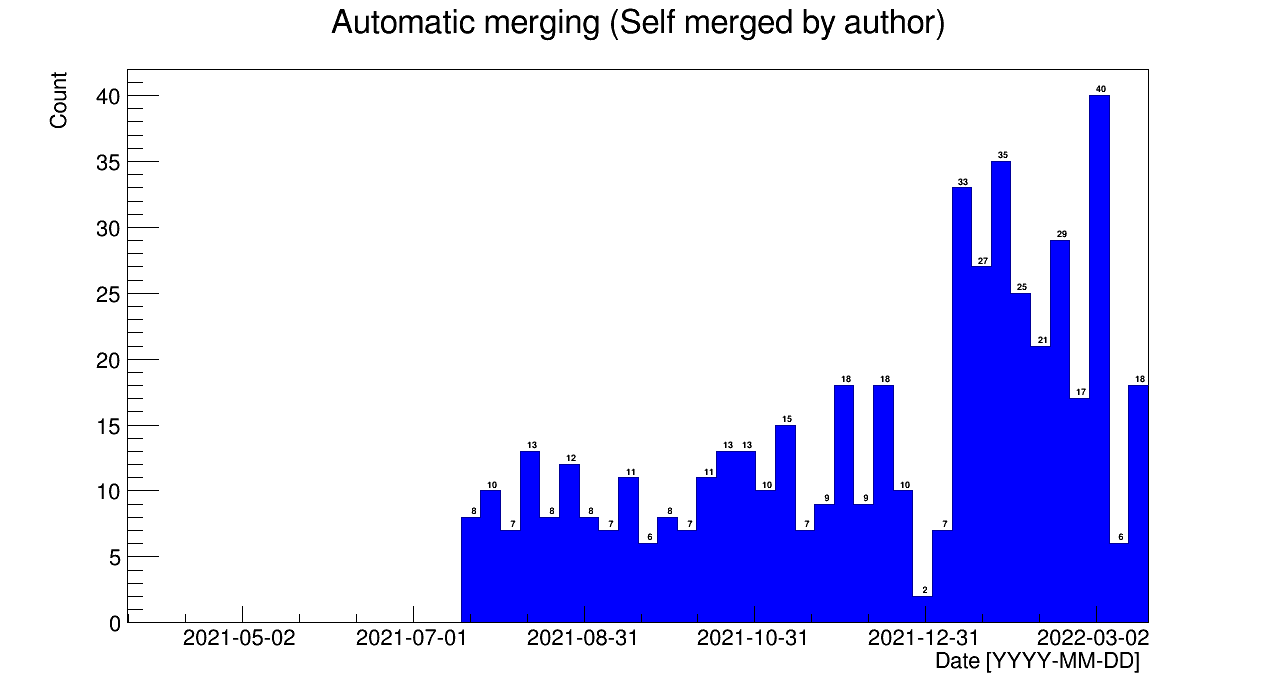 Automatic merging (Self merged by author)
Count
40
35
30
25
20
15
10
5
0
8 10 7 13 8 12 8 7 11 6 8 7 11 13 13 10 15 7 9 18 9 18 10 2 7 33 27 35 25 21 29 17 40 6 18
2021-05-02 2021-07-01 2021-08-31 2021-10-31 2021-12-31 2022-03-02
Date [YYYY-MM-DD]